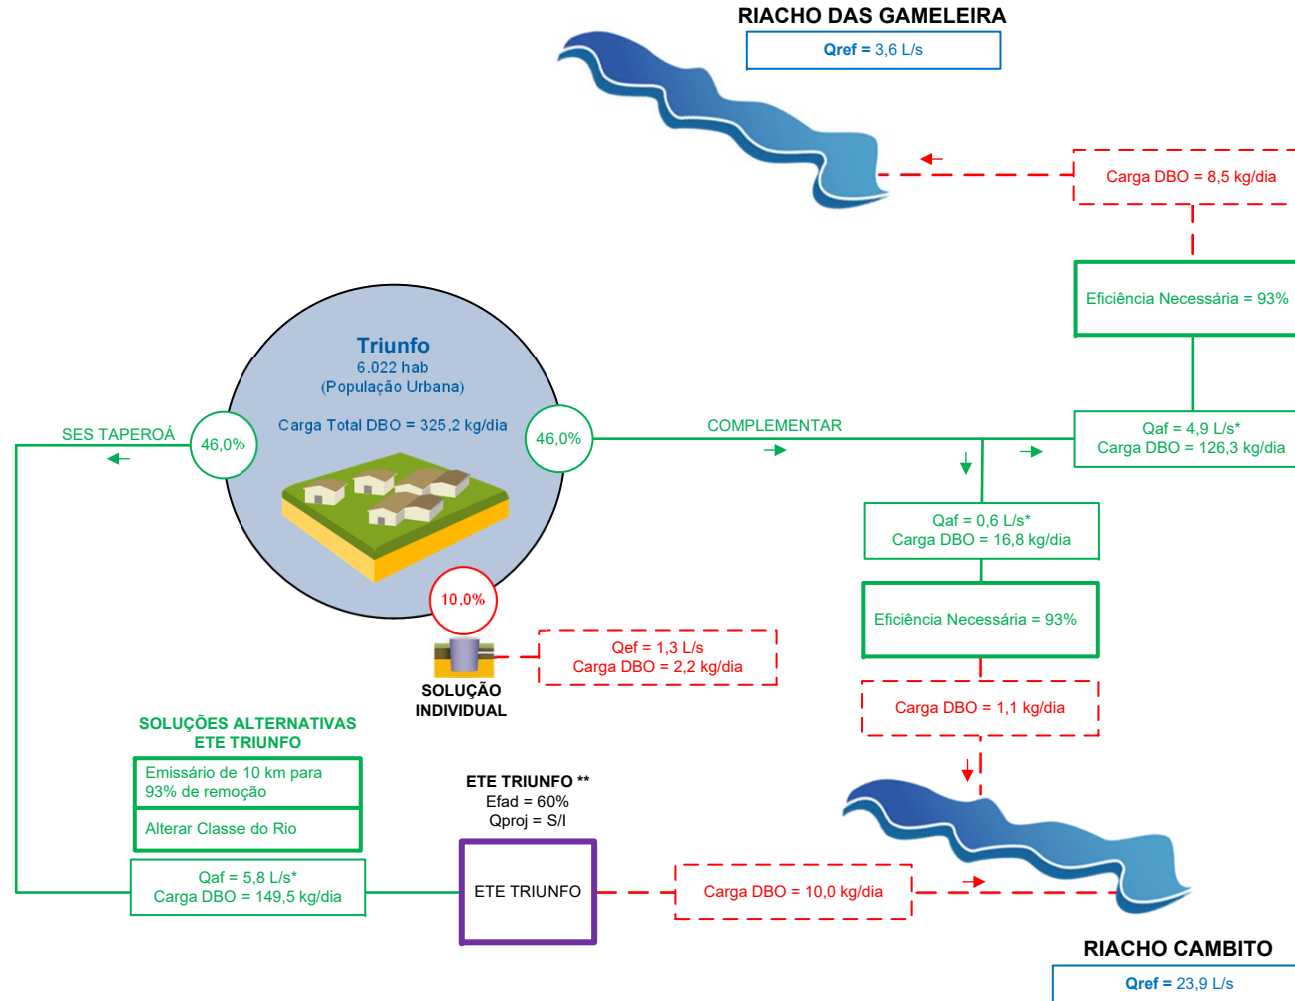 RIACHO DAS GAMELEIRA
Qref = 3,6 L/s
Carga DBO = 8,5 kg/dia
Eficiência Necessária = 93%
Triunfo
6.022 hab
(População Urbana)
Carga Total DBO = 325,2 kg/dia
SES TAPEROÁ
46,0%
46,0%
COMPLEMENTAR
Qaf = 4,9 L/s*
Carga DBO = 126,3 kg/dia
Qaf = 0,6 L/s*
Carga DBO = 16,8 kg/dia
Eficiência Necessária = 93%
10,0%
Qef = 1,3 L/s
Carga DBO = 2,2 kg/dia
SOLUÇÃO
INDIVIDUAL
Carga DBO = 1,1 kg/dia
SOLUÇÕES ALTERNATIVAS
ETE TRIUNFO
Emissário de 10 km para
93% de remoção
Alterar Classe do Rio
Qaf = 5,8 L/s*
Carga DBO = 149,5 kg/dia
ETE TRIUNFO **
Efad = 60%
Qproj = S/I
ETE TRIUNFO
Carga DBO = 10,0 kg/dia
RIACHO CAMBITO
Qref = 23,9 L/s